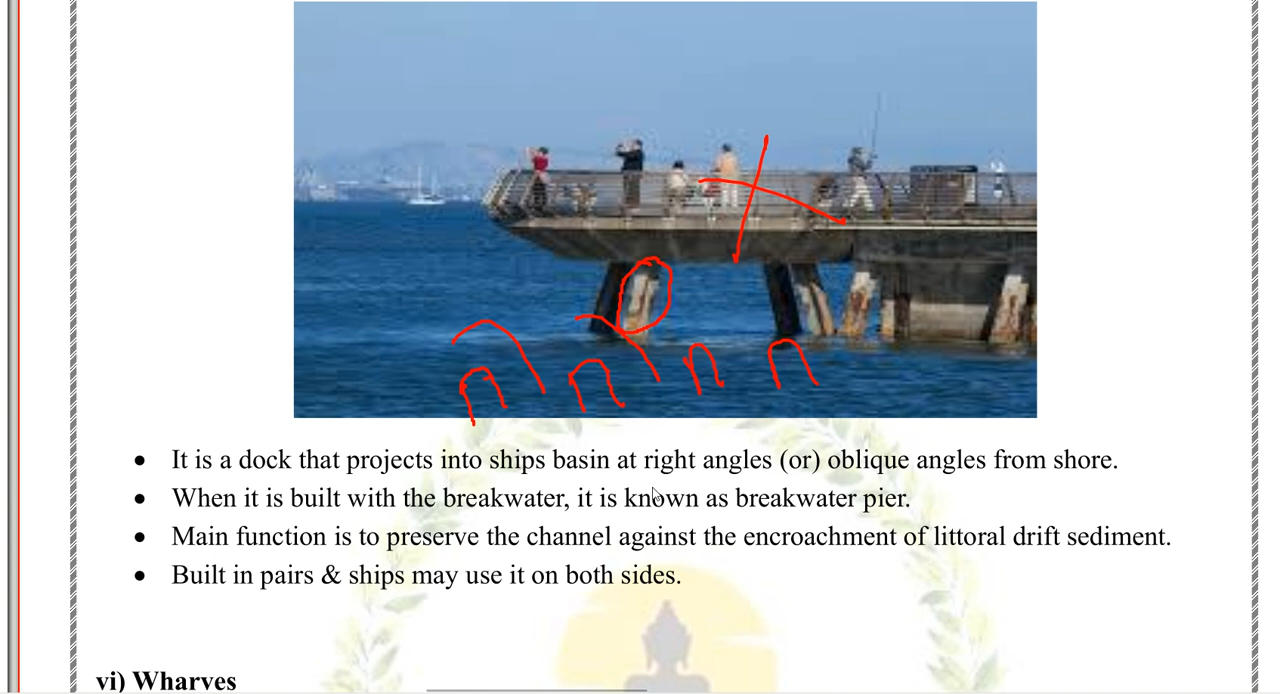 • It is a dock that projects into ships basin at right angles (or) oblique angles from shore.
• When it is built with the breakwater, it is known as breakwater pier.
• Main function is to preserve the channel against the encroachment of littoral drift sediment.
• Built in pairs & ships may use it on both sides.
vi) Wharves